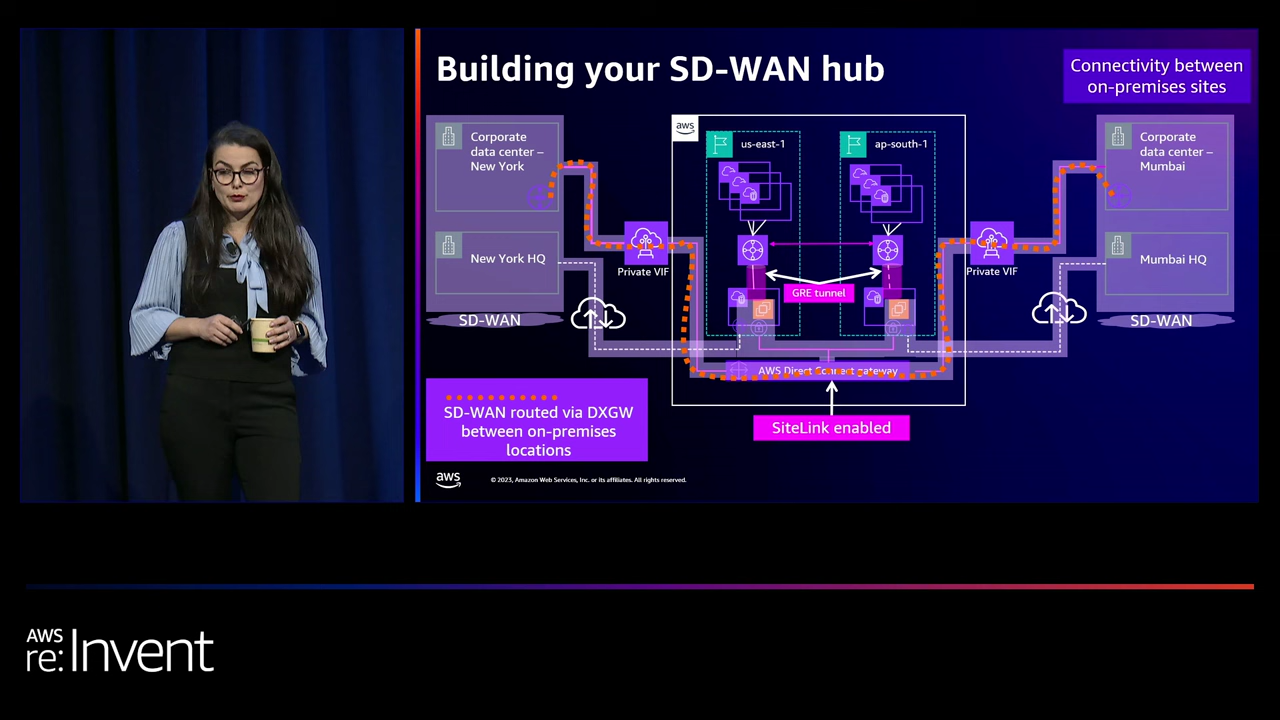 Building your SD-WAN hub
Connectivity between
on-premises sites
Corporate
data center –
New York
New York HQ
SD-WAN
Private VIF
aws
us-east-1
ap-south-1
GRE tunnel
AWS Direct Connect gateway
SiteLink enabled
Private VIF
Corporate
data center –
Mumbai
Mumbai HQ
SD-WAN
SD-WAN routed via DXGW
between on-premises
locations
aws
© 2023, Amazon Web Services, Inc. or its affiliates. All rights reserved.
AWS
re:Invent